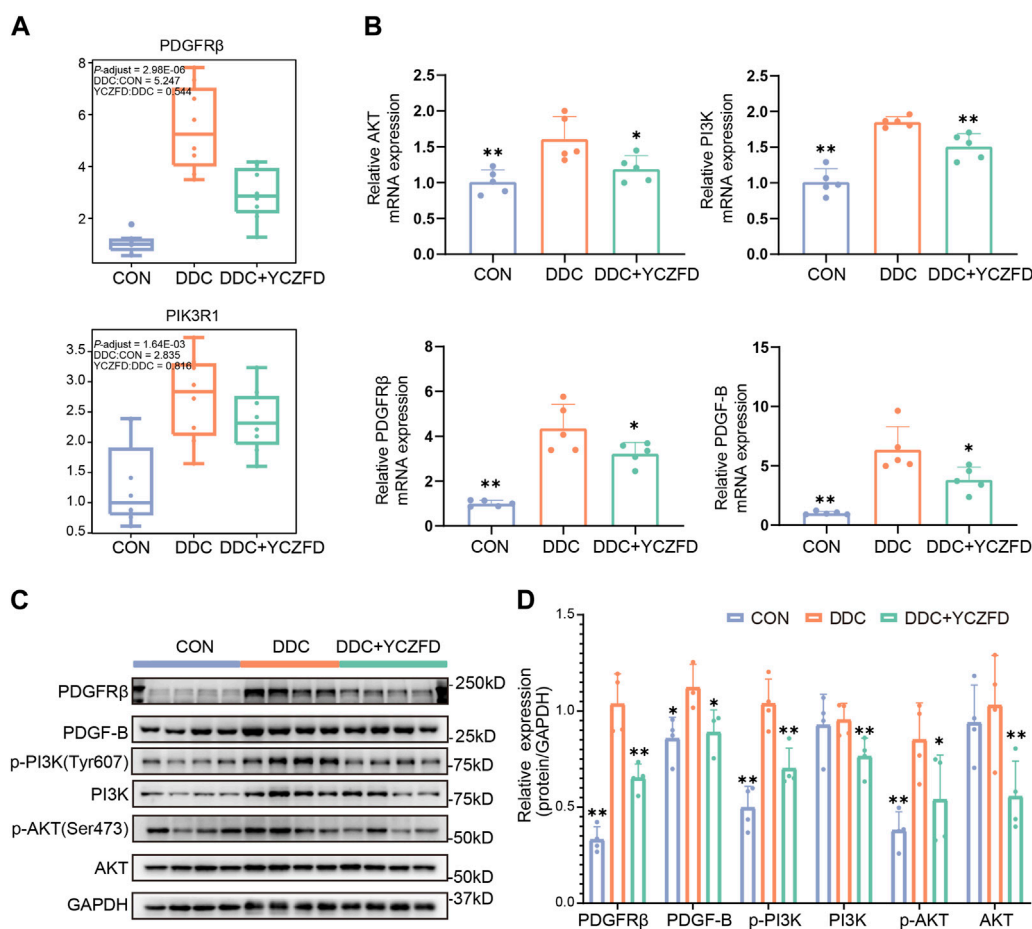 A
PDGFRβ
P-adjust = 2.98E-06
DDC:CON = 5.247
YCZFD:DDC = 0.544
8
6
4
2
CON DDC DDC+YCZFD
PIK3R1
P-adjust = 1.64E-03
DDC:CON = 2.835
YCZFD:DDC = 0.816
3.5
3.0
2.5
2.0
1.5
1.0
0.5
CON DDC DDC+YCZFD
B
Relative AKT
mRNA expression
2.5
2.0
1.5
1.0
0.5
0.0
** *
CON DDC DDC+YCZFD
Relative PI3K
mRNA expression
2.5
2.0
1.5
1.0
0.5
0.0
** **
CON DDC DDC+YCZFD
Relative PDGFRβ
mRNA expression
8
6
4
2
0
** *
CON DDC DDC+YCZFD
Relative PDGF-B
mRNA expression
15
10
5
0
** *
CON DDC DDC+YCZFD
C
CON DDC DDC+YCZFD
PDGFRβ -250kD
PDGF-B -25kD
p-PI3K(Tyr607) -75kD
PI3K -75kD
p-AKT(Ser473) -50kD
AKT -50kD
GAPDH -37kD
D
CON DDC DDC+YCZFD
Relative expression
(protein/GAPDH)
1.5
1.0
0.5
0.0
** ** * * ** ** ** ** * **
PDGFRβ PDGF-B p-PI3K PI3K p-AKT AKT